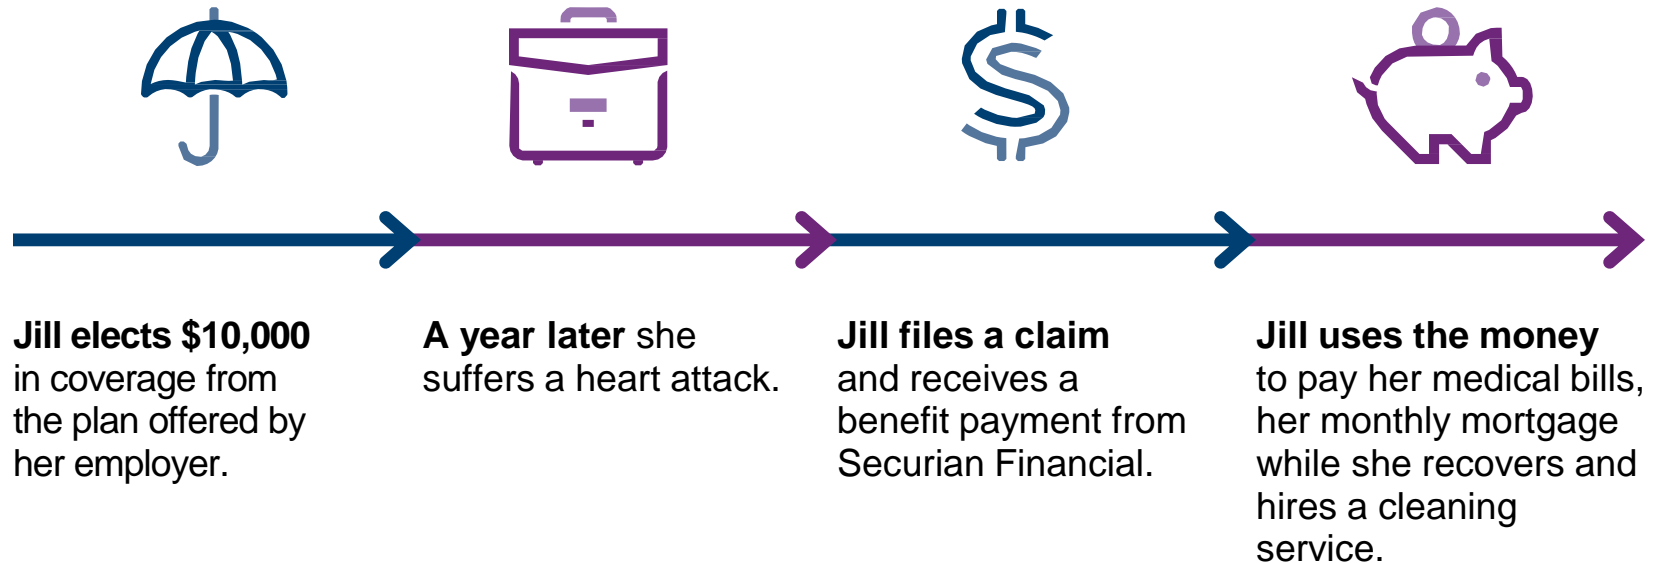 Jill elects $10,000
in coverage from
the plan offered by
her employer.
A year later she
suffers a heart attack.
Jill files a claim
and receives a
benefit payment from
Securian Financial.
Jill uses the money
to pay her medical bills,
her monthly mortgage
while she recovers and
hires a cleaning
service.